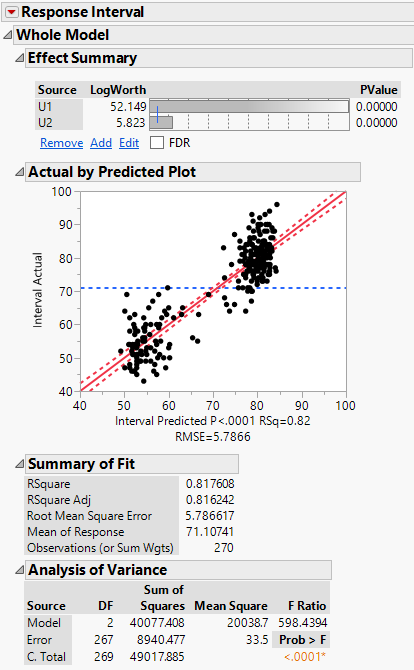 Response Interval
Whole Model
Effect Summary
Source LogWorth PValue
U1 52.149 0.00000
U2 5.823 0.00000
Remove Add Edit FDR
Actual by Predicted Plot
100
90
80
70
60
50
40
Interval Actual
40 50 60 70 80 90 100
Interval Predicted P<.0001 RSq=0.82
RMSE=5.7866
Summary of Fit
RSquare 0.817608
RSquare Adj 0.816242
Root Mean Square Error 5.786617
Mean of Response 71.10741
Observations (or Sum Wgts) 270
Analysis of Variance
Sum of
Source DF Squares Mean Square F Ratio
Model 2 40077.408 20038.7 598.4394
Error 267 8940.477 33.5 Prob > F
C. Total 269 49017.885 <.0001*